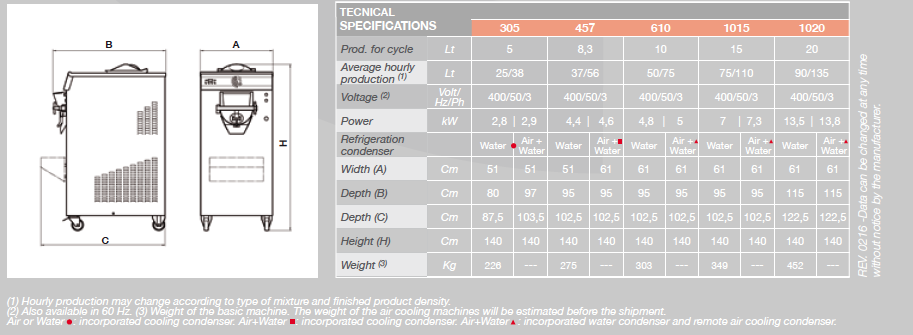 B
A
H
C
TECNICAL
SPECIFICATIONS 305 457 610 1015 1020
Prod. for cycle Lt 5 8,3 10 15 20
Average hourly
production (1) Lt 25/38 37/56 50/75 75/110 90/135
Voltage (2) Volt/
Hz/Ph 400/50/3 400/50/3 400/50/3 400/50/3 400/50/3
Power kW 2,8 | 2,9 4,4 | 4,6 4,8 | 5 7 | 7,3 13,5 | 13,8
Refrigeration
condenser Water ● Air +
Water Water Air +■
Water Water Air +▲
Water Water Air +▲
Water Water Air +▲
Water
Width (A) Cm 51 51 51 61 61 61 61 61 61 61
Depth (B) Cm 80 97 95 95 95 95 95 95 115 115
Depth (C) Cm 87,5 103,5 102,5 102,5 102,5 102,5 102,5 102,5 122,5 122,5
Height (H) Cm 140 140 140 140 140 140 140 140 140 140
Weight (3) Kg 226 --- 275 --- 303 --- 349 --- 452 ---
REV. 0216 -Data can be changed at any time
without notice by the manufacturer.
(1) Hourly production may change according to type of mixture and finished product density.
(2) Also available in 60 Hz. (3) Weight of the basic machine. The weight of the air cooling machines will be estimated before the shipment.
Air or Water ● : incorporated cooling condenser. Air+Water ■ : incorporated cooling condenser. Air+Water ▲ : incorporated water condenser and remote air cooling condenser.